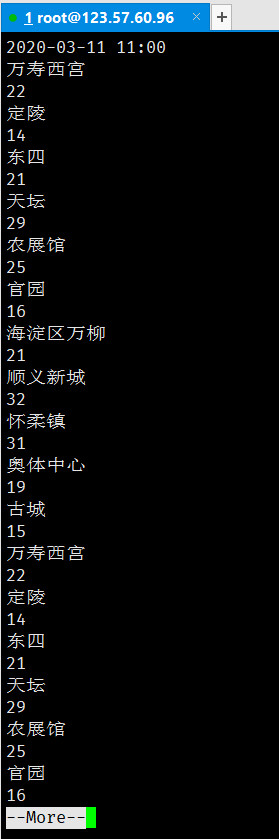 1 root@123.57.60.96 × +
2020-03-11 11:00
万寿西宫
22
定陵
14
东四
21
天坛
29
农展馆
25
官园
16
海淀区万柳
21
顺义新城
32
怀柔镇
31
奥体中心
19
古城
15
万寿西宫
22
定陵
14
东四
21
天坛
29
农展馆
25
官园
16
--More--